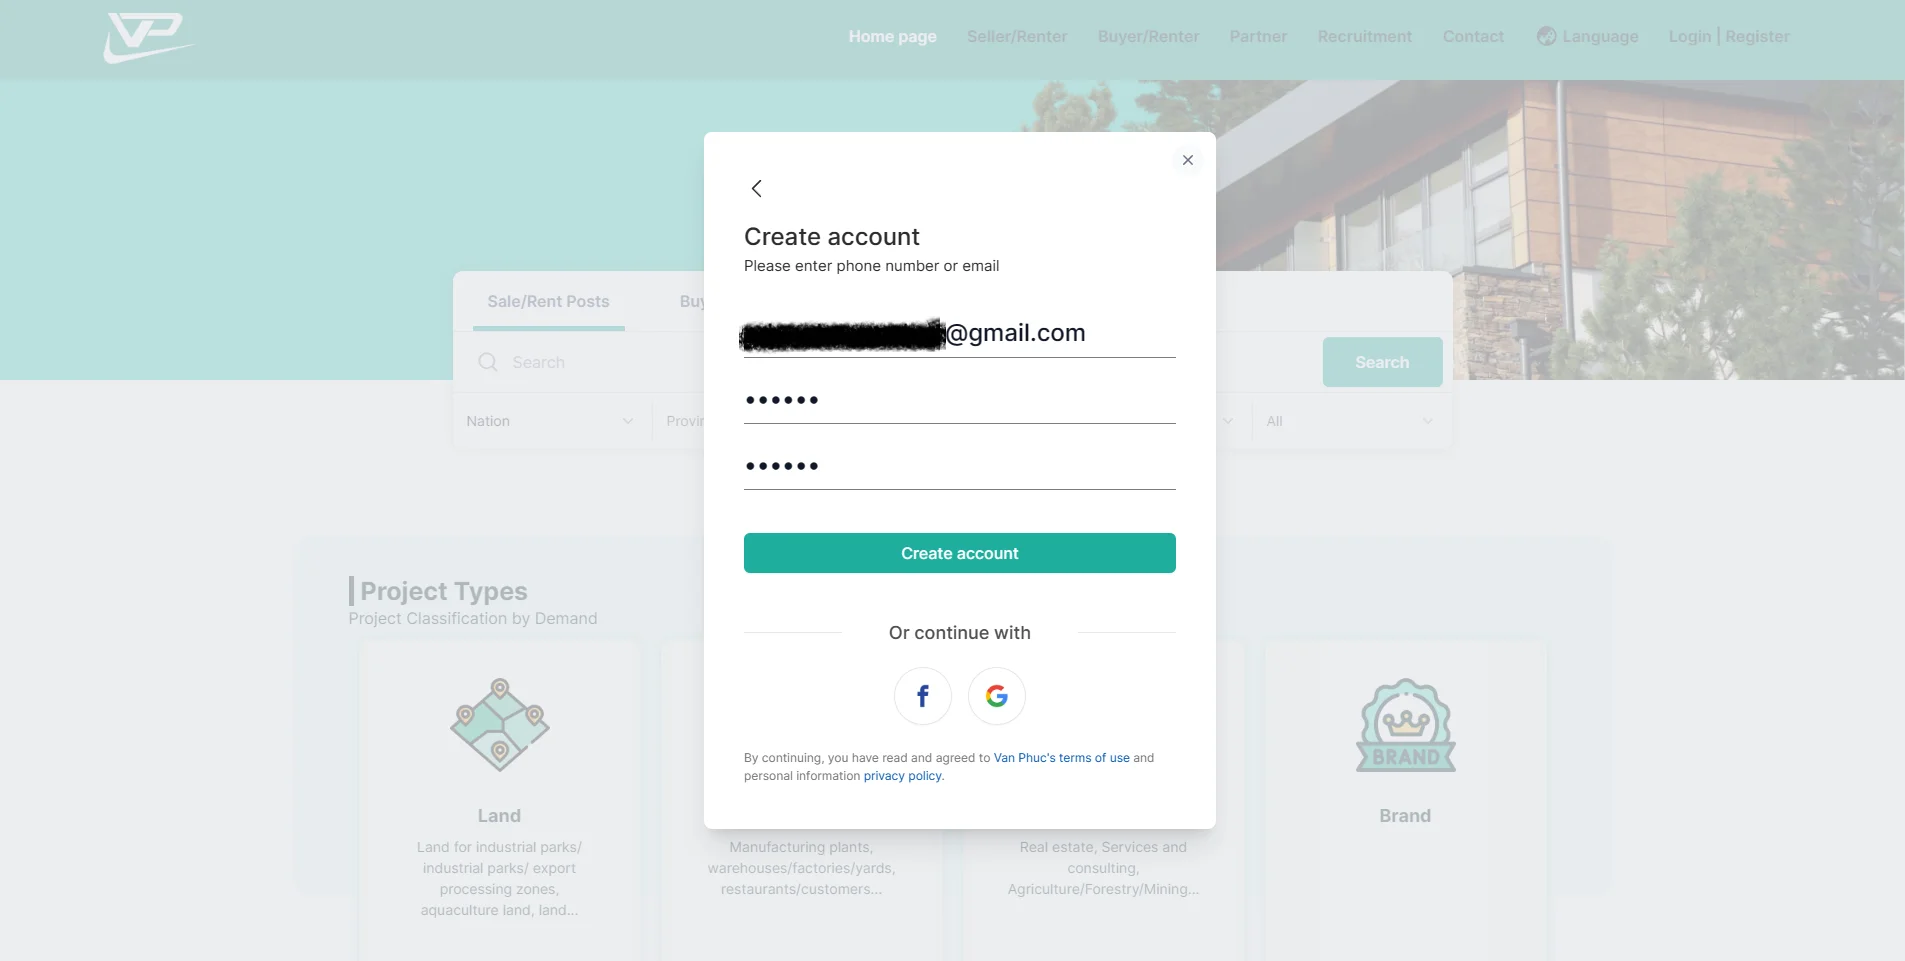 VP
Home page Seller/Renter Buyer/Renter Partner Recruitment Contact Language Login | Register
Sale/Rent Posts
Search
Search
Nation
All
Create account
Please enter phone number or email
@gmail.com
Create account
Or continue with
By continuing, you have read and agreed to Van Phuc's terms of use and
personal information privacy policy.
Project Types
Project Classification by Demand
Land
Land for industrial parks/
industrial parks/ export
processing zones,
aquaculture land, land...
Manufacturing plants,
warehouses/factories/yards,
restaurants/customers...
Real estate, Services and
consulting,
Agriculture/Forestry/Mining...
BRAND
Brand